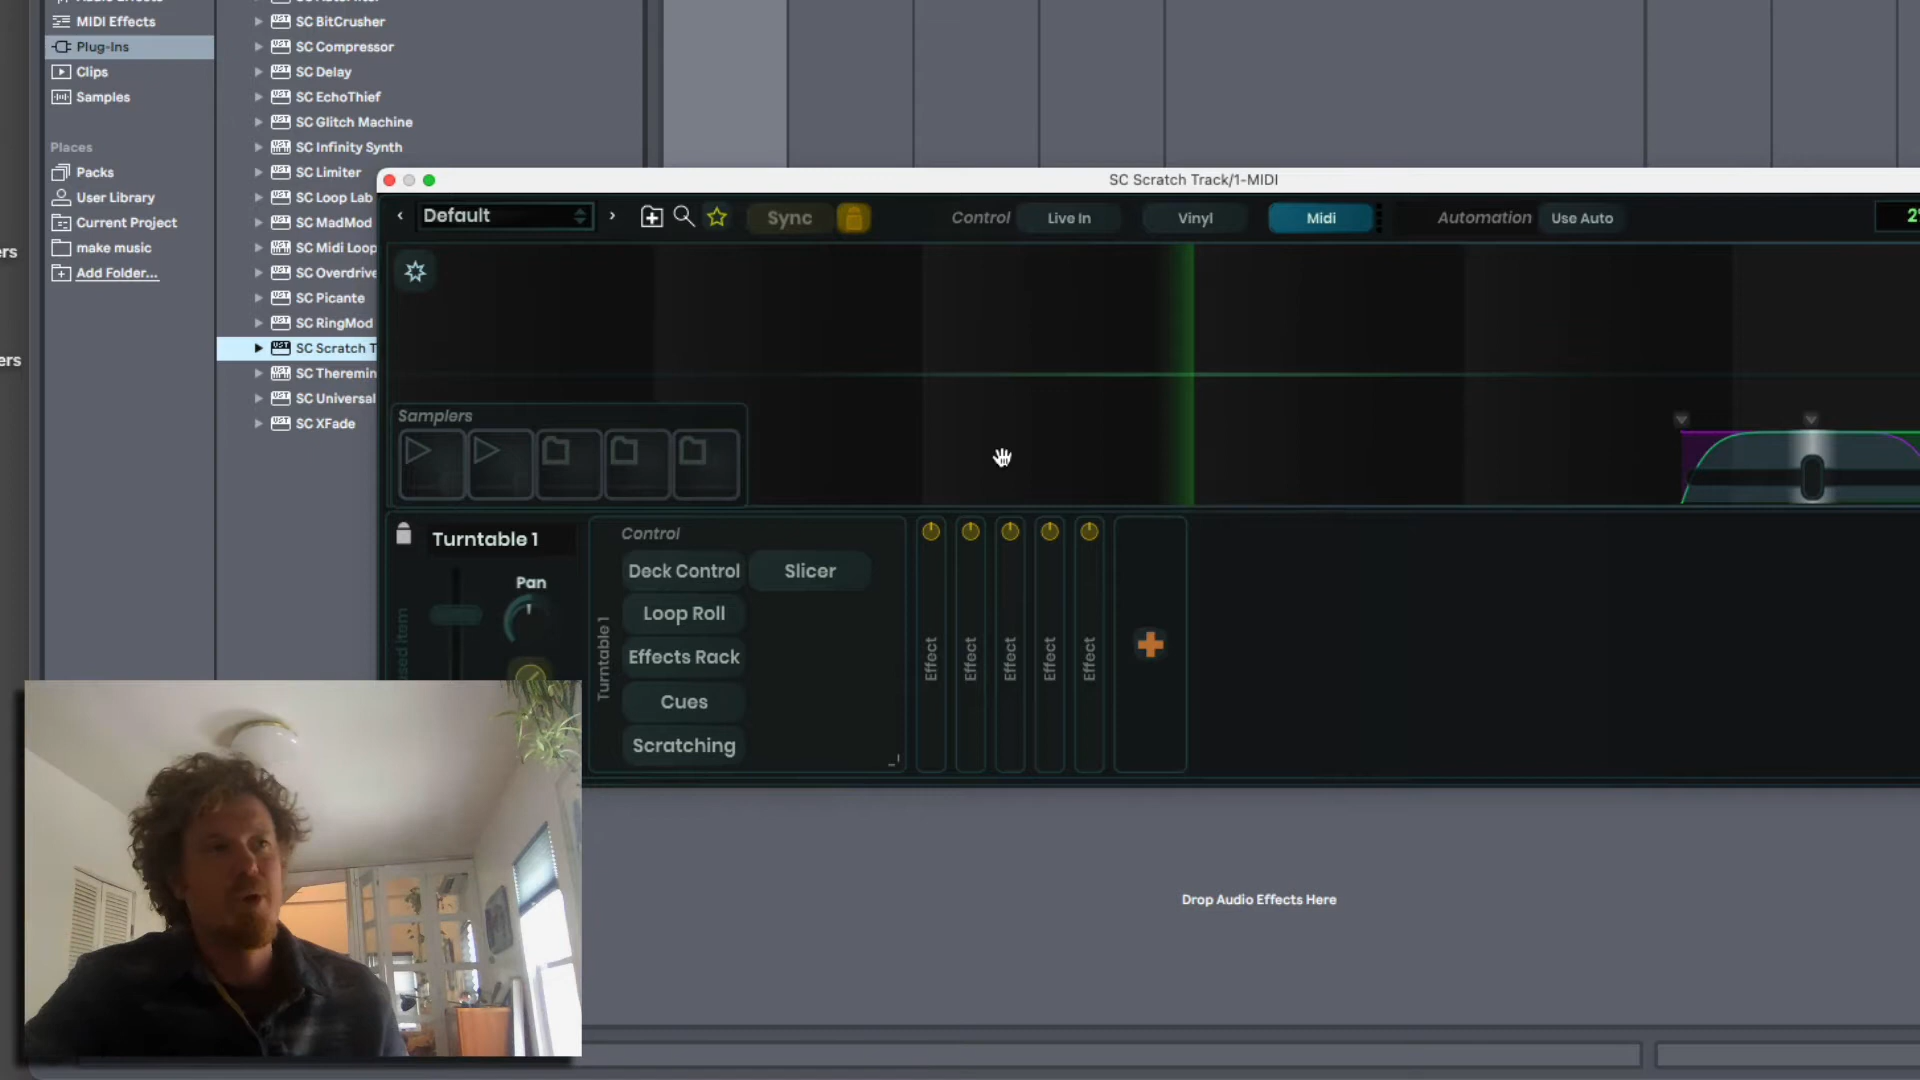 MIDI Effects
Plug-Ins
Clips
Samples
Places
Packs
User Library
Current Project
make music
Add Folder...
ers
ers
SC BitCrusher
SC Compressor
SC Delay
SC EchoThief
SC Glitch Machine
SC Infinity Synth
SC Limiter
SC Loop Lab
SC MadMod
SC Midi Loop
SC Overdrive
SC Picante
SC RingMod
SC Scratch T
SC Theremin
SC Universal
SC XFade
SC Scratch Track/1-MIDI
Default
Sync
Control
Live In
Vinyl
Midi
Automation
Use Auto
Samplers
Turntable 1
Pan
Turntable 1
Control
Deck Control
Slicer
Loop Roll
Effects Rack
Cues
Scratching
Effect
Effect
Effect
Effect
Effect
Drop Audio Effects Here